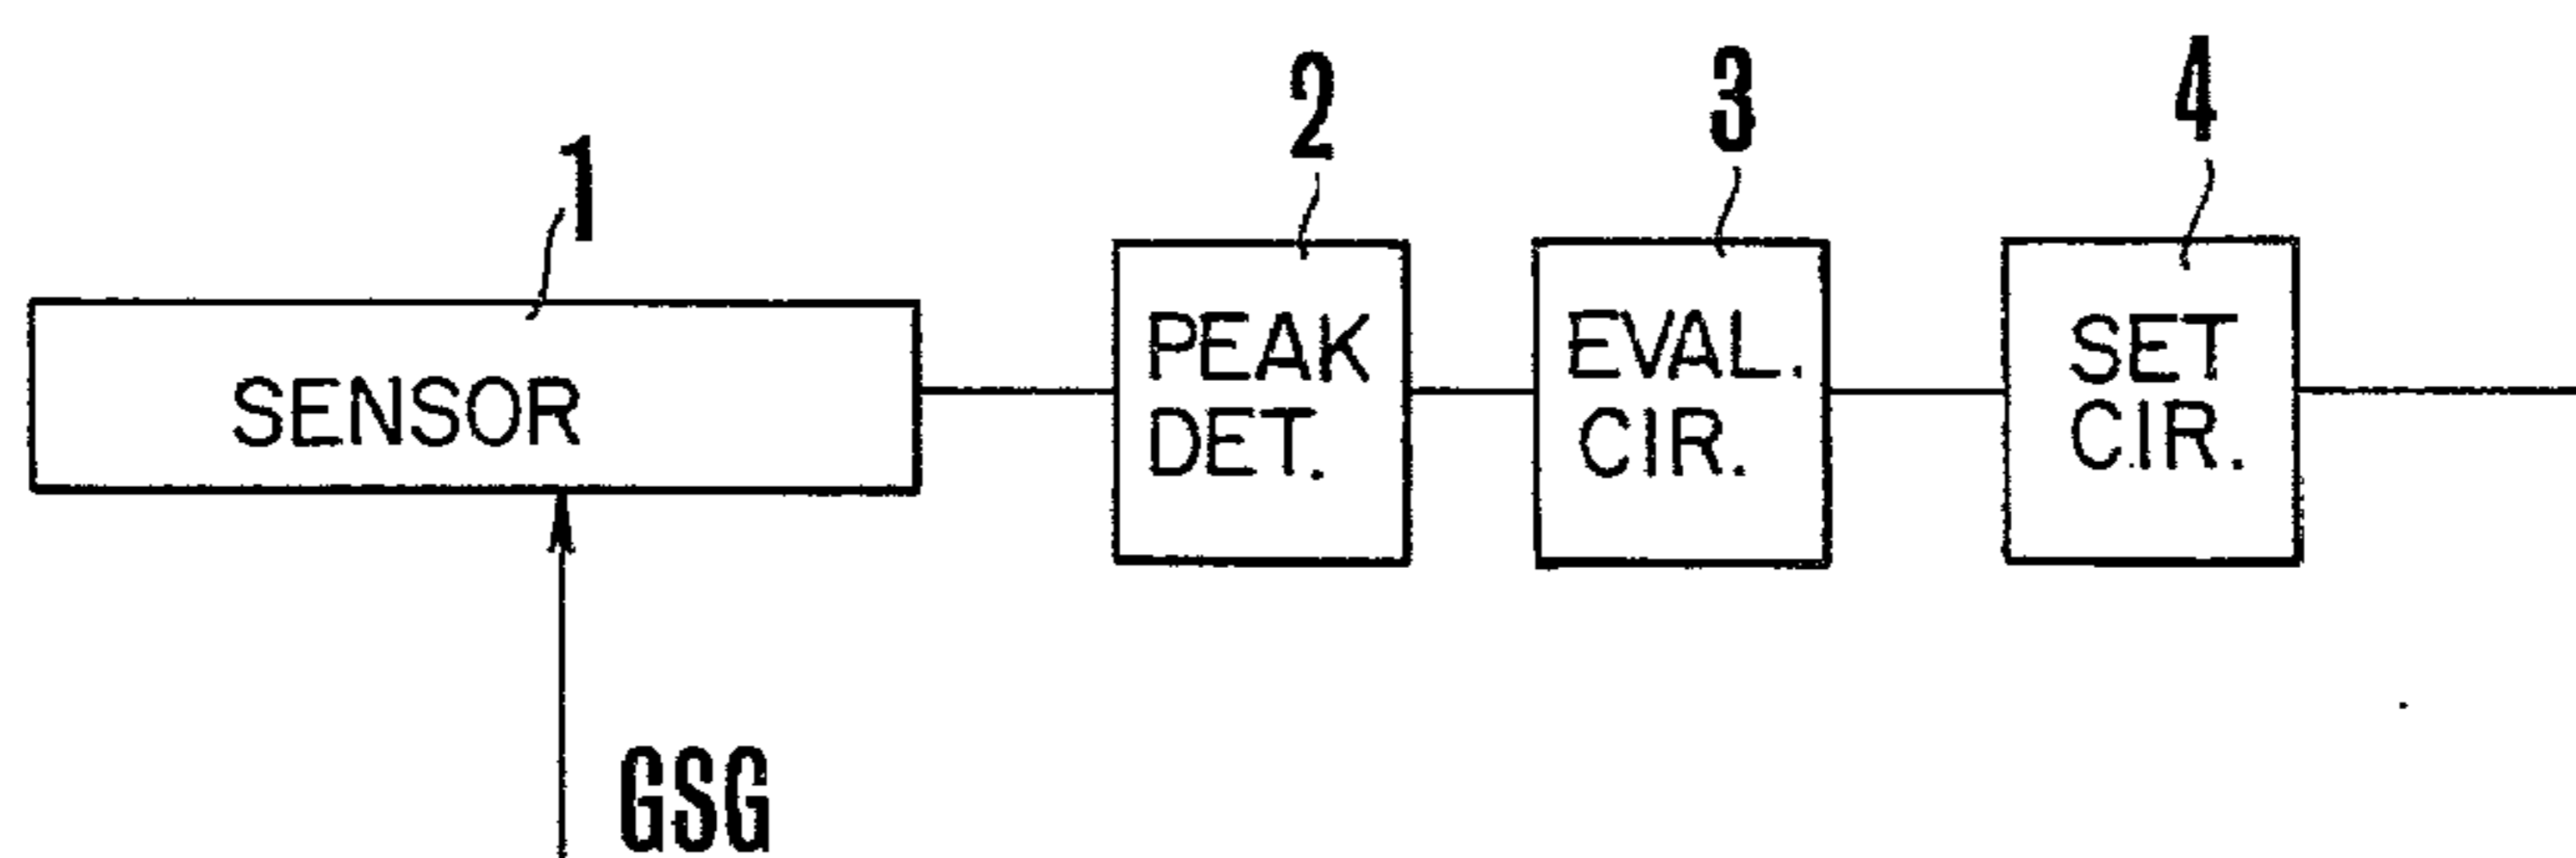 1
2
3
4
SENSOR
PEAK
DET.
EVAL.
CIR.
SET
CIR.
GSG